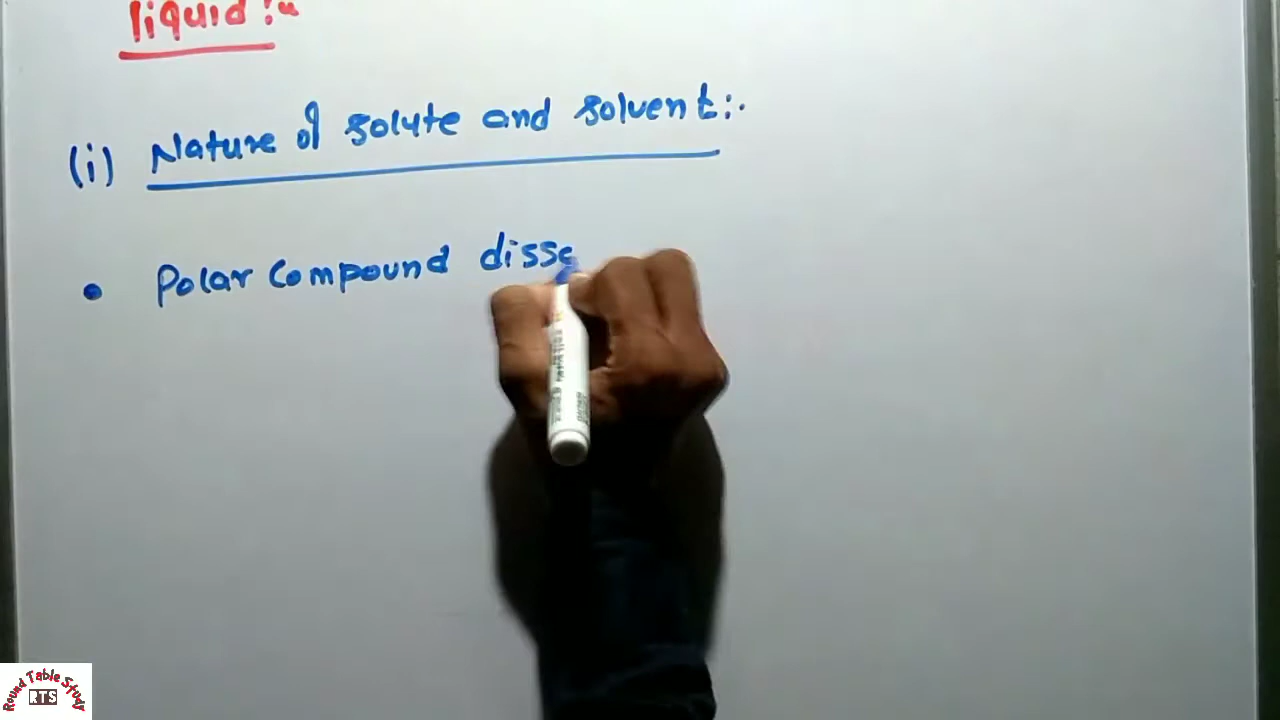 liquid :-
(i) Nature of solute and solvent :-
• Polar compound disso
Round Table Study
RTS